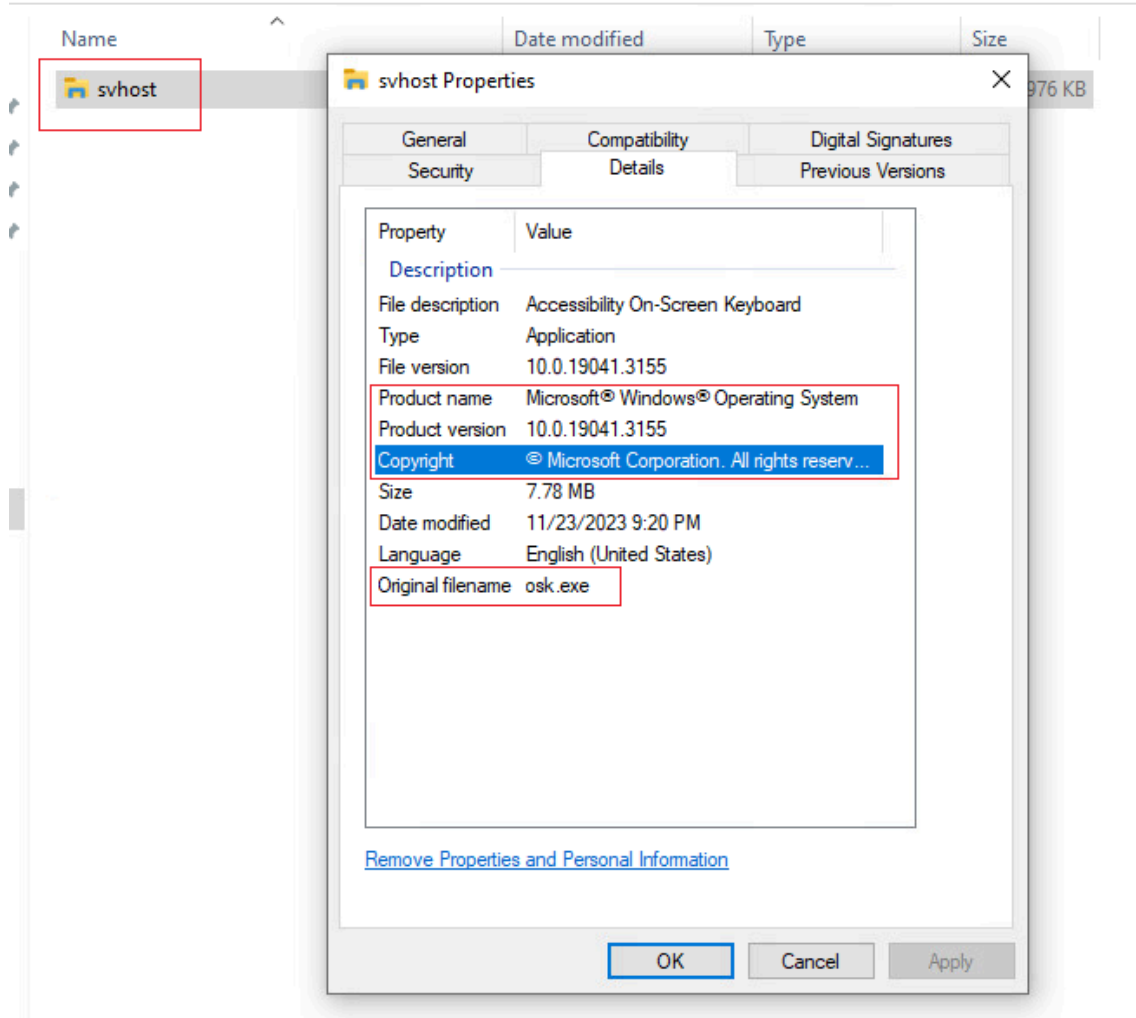 Name Date modified Type Size
svhost 976 KB
svhost Properties
General Compatibility Digital Signatures
Security Details Previous Versions
Property Value
Description
File description Accessibility On-Screen Keyboard
Type Application
File version 10.0.19041.3155
Product name Microsoft® Windows® Operating System
Product version 10.0.19041.3155
Copyright © Microsoft Corporation. All rights reserv...
Size 7.78 MB
Date modified 11/23/2023 9:20 PM
Language English (United States)
Original filename osk.exe
Remove Properties and Personal Information
OK Cancel Apply